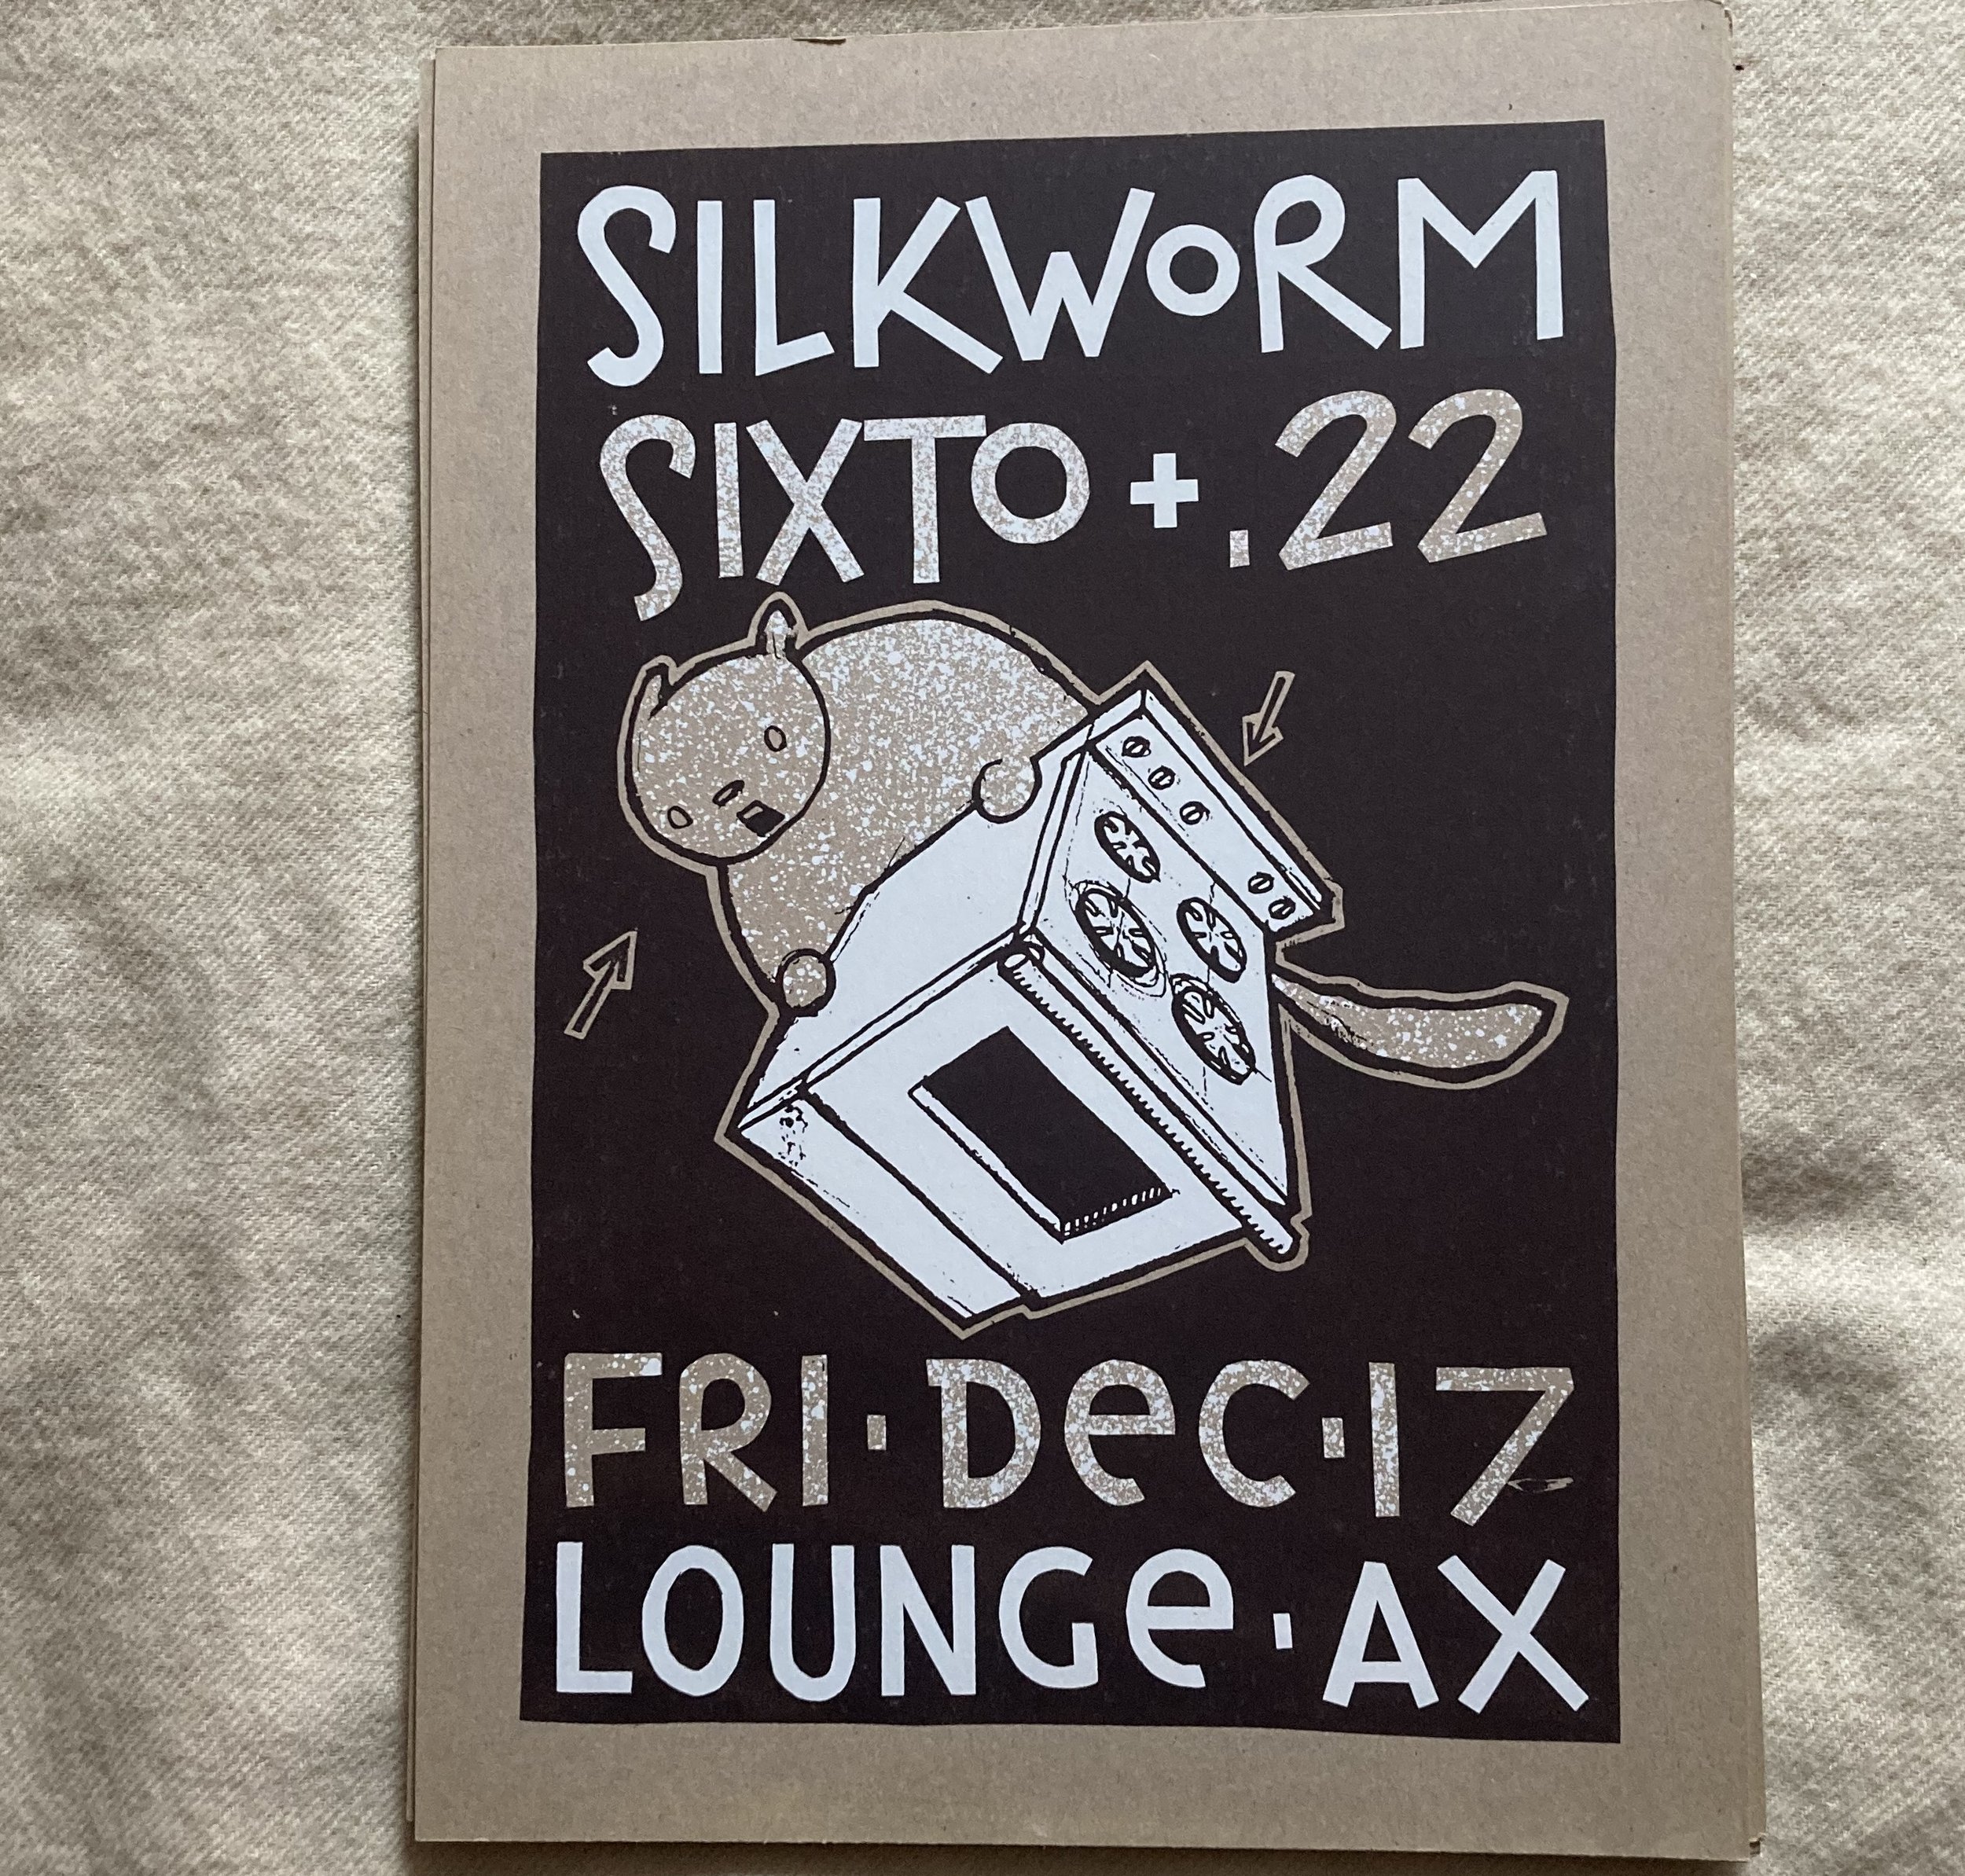 SILKWORM
SIXTO + .22
FRI·DeC·17
LOUNGe·AX